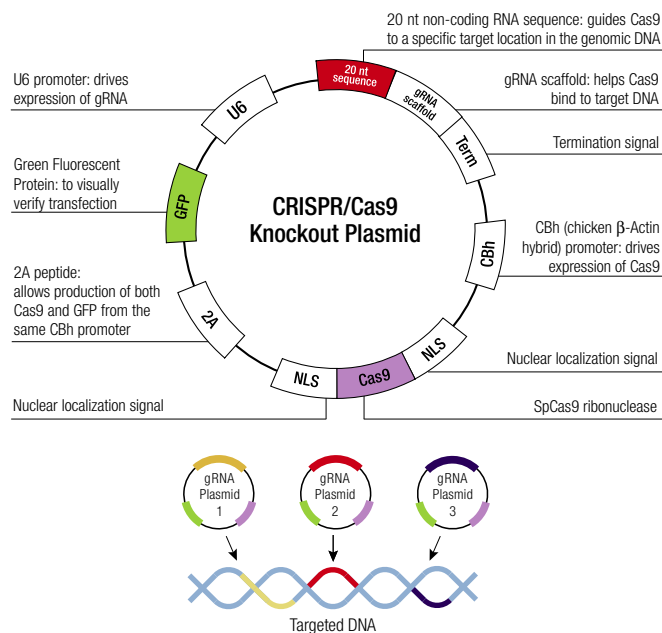 20 nt non-coding RNA sequence: guides Cas9
to a specific target location in the genomic DNA
U6 promoter: drives
expression of gRNA
20 nt
sequence
gRNA
scaffold
gRNA scaffold: helps Cas9
bind to target DNA
U6
Term
Termination signal
Green Fluorescent
Protein: to visually
verify transfection
GFP
CRISPR/Cas9
Knockout Plasmid
CBh
CBh (chicken β-Actin
hybrid) promoter: drives
expression of Cas9
2A peptide:
allows production of both
Cas9 and GFP from the
same CBh promoter
2A
NLS
Cas9
NLS
Nuclear localization signal
Nuclear localization signal
SpCas9 ribonuclease
gRNA
Plasmid
1
gRNA
Plasmid
2
gRNA
Plasmid
3
Targeted DNA